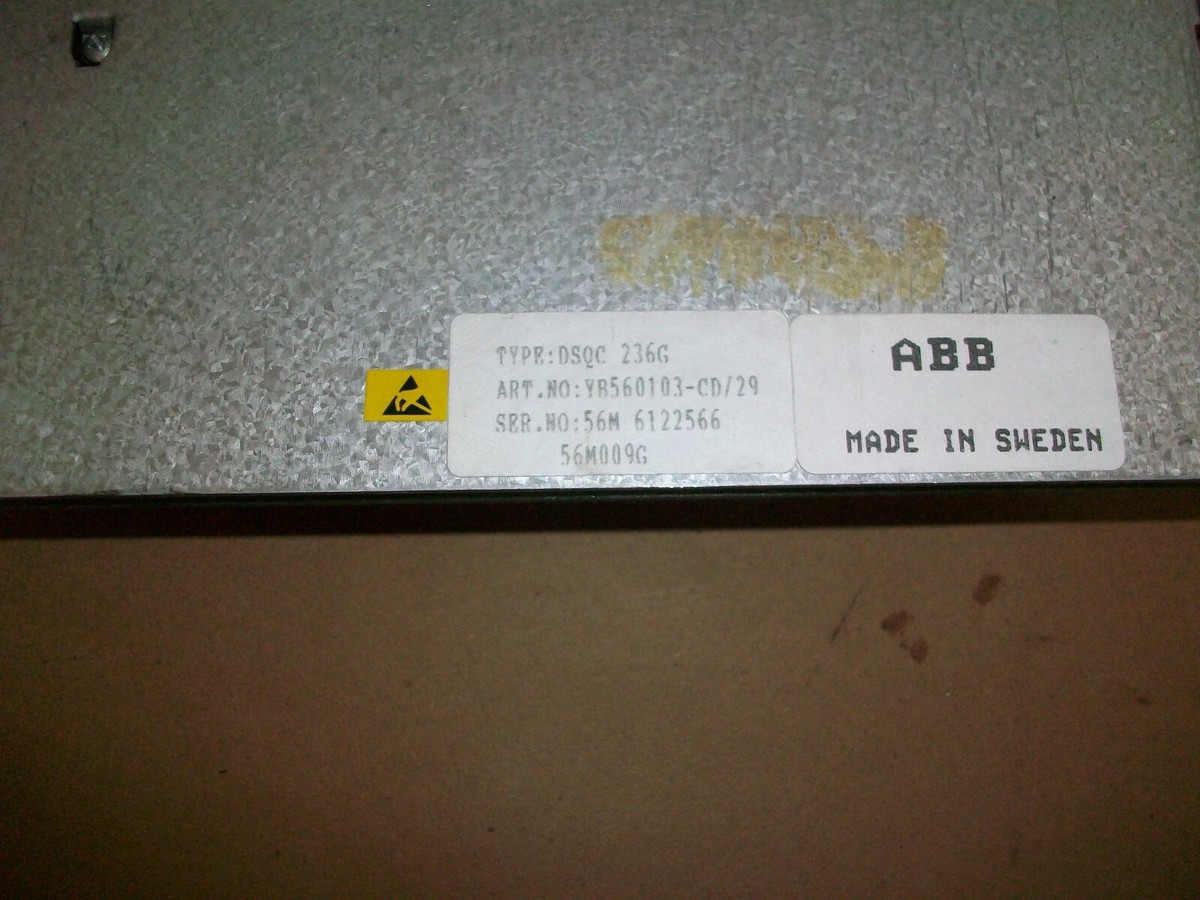 TYPE:DSQC 236G
ART.NO:YB560103-CD/29
SER.NO:56M 6122566
56M009G
ABB
MADE IN SWEDEN